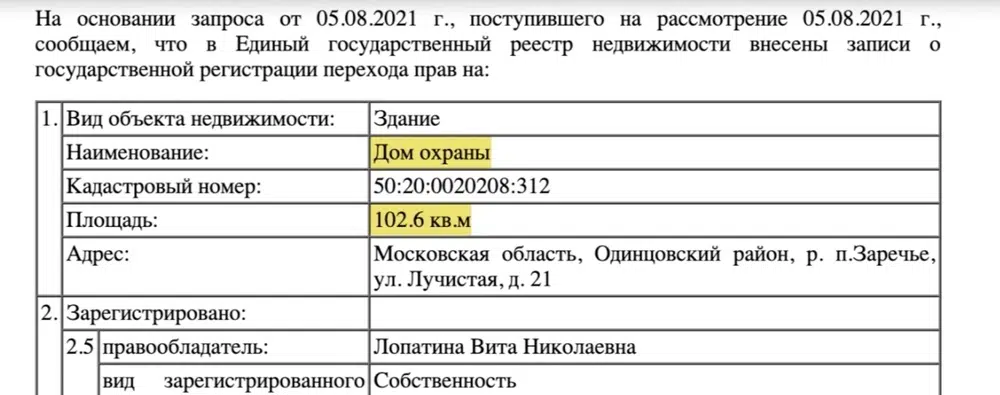 На основании запроса от 05.08.2021 г., поступившего на рассмотрение 05.08.2021 г.,
сообщаем, что в Единый государственный реестр недвижимости внесены записи о
государственной регистрации перехода прав на:
1. Вид объекта недвижимости: Здание
Наименование: Дом охраны
Кадастровый номер: 50:20:0020208:312
Площадь: 102.6 кв.м
Адрес: Московская область, Одинцовский район, р. п.Заречье,
ул. Лучистая, д. 21
2. Зарегистрировано:
2.5 правообладатель: Лопатина Вита Николаевна
вид зарегистрированного Собственность